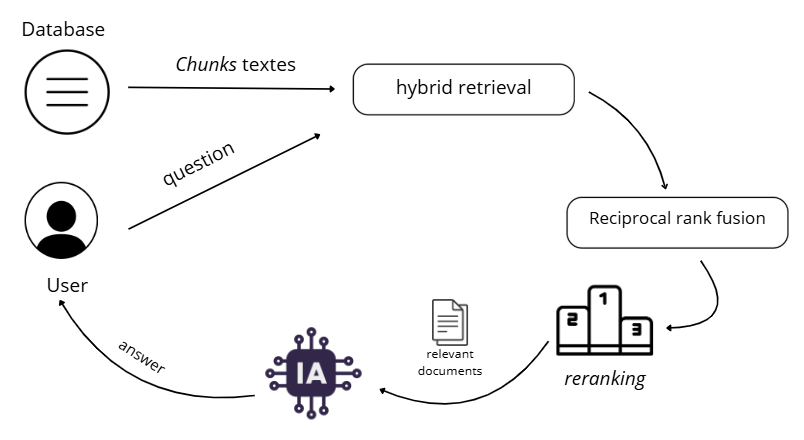 Database
Chunks textes
hybrid retrieval
question
Reciprocal rank fusion
User
1
2
3
relevant
documents
answer
IA
reranking